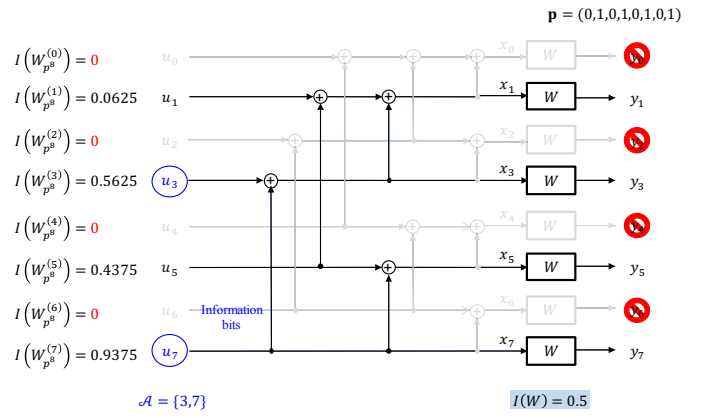 𝐩 = (0,1,0,1,0,1,0,1)
I(W_{p^8}^{(0)}) = 0 u_0 x_0 W
I(W_{p^8}^{(1)}) = 0.0625 u_1 x_1 W y_1
I(W_{p^8}^{(2)}) = 0 u_2 x_2 W y_2
I(W_{p^8}^{(3)}) = 0.5625 u_3 x_3 W y_3
I(W_{p^8}^{(4)}) = 0 u_4 x_4 W y_4
I(W_{p^8}^{(5)}) = 0.4375 u_5 x_5 W y_5
I(W_{p^8}^{(6)}) = 0 u_6 x_6 W y_6
Information
bits
I(W_{p^8}^{(7)}) = 0.9375 u_7 x_7 W y_7
𝒜 = {3,7} I(W) = 0.5